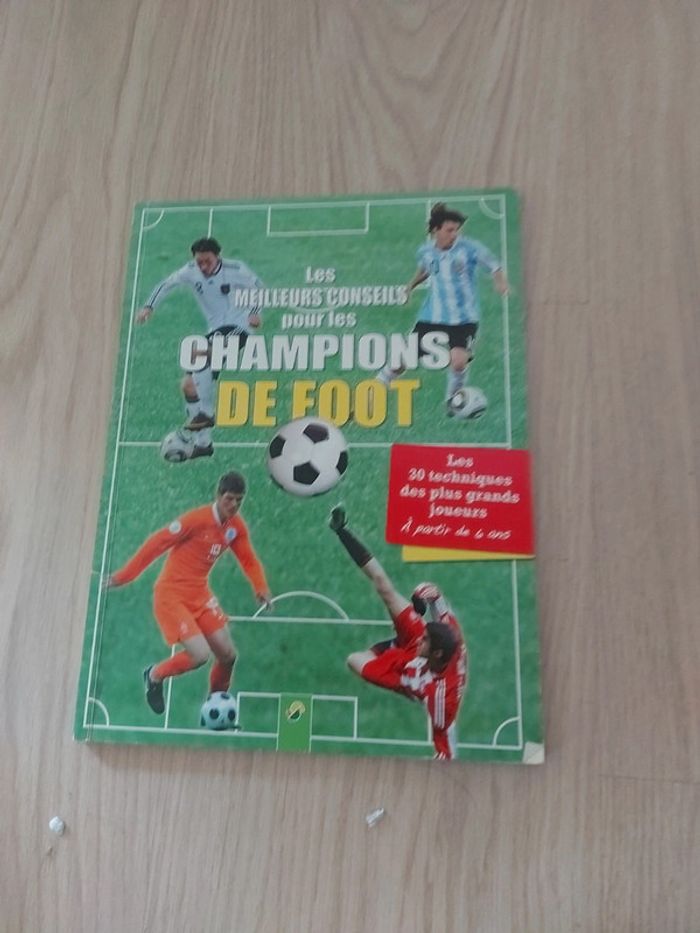 Les
MEILLEURS CONSEILS
pour les
CHAMPIONS
DE FOOT
Les
30 techniques
des plus grands
joueurs
À partir de 6 ans
10